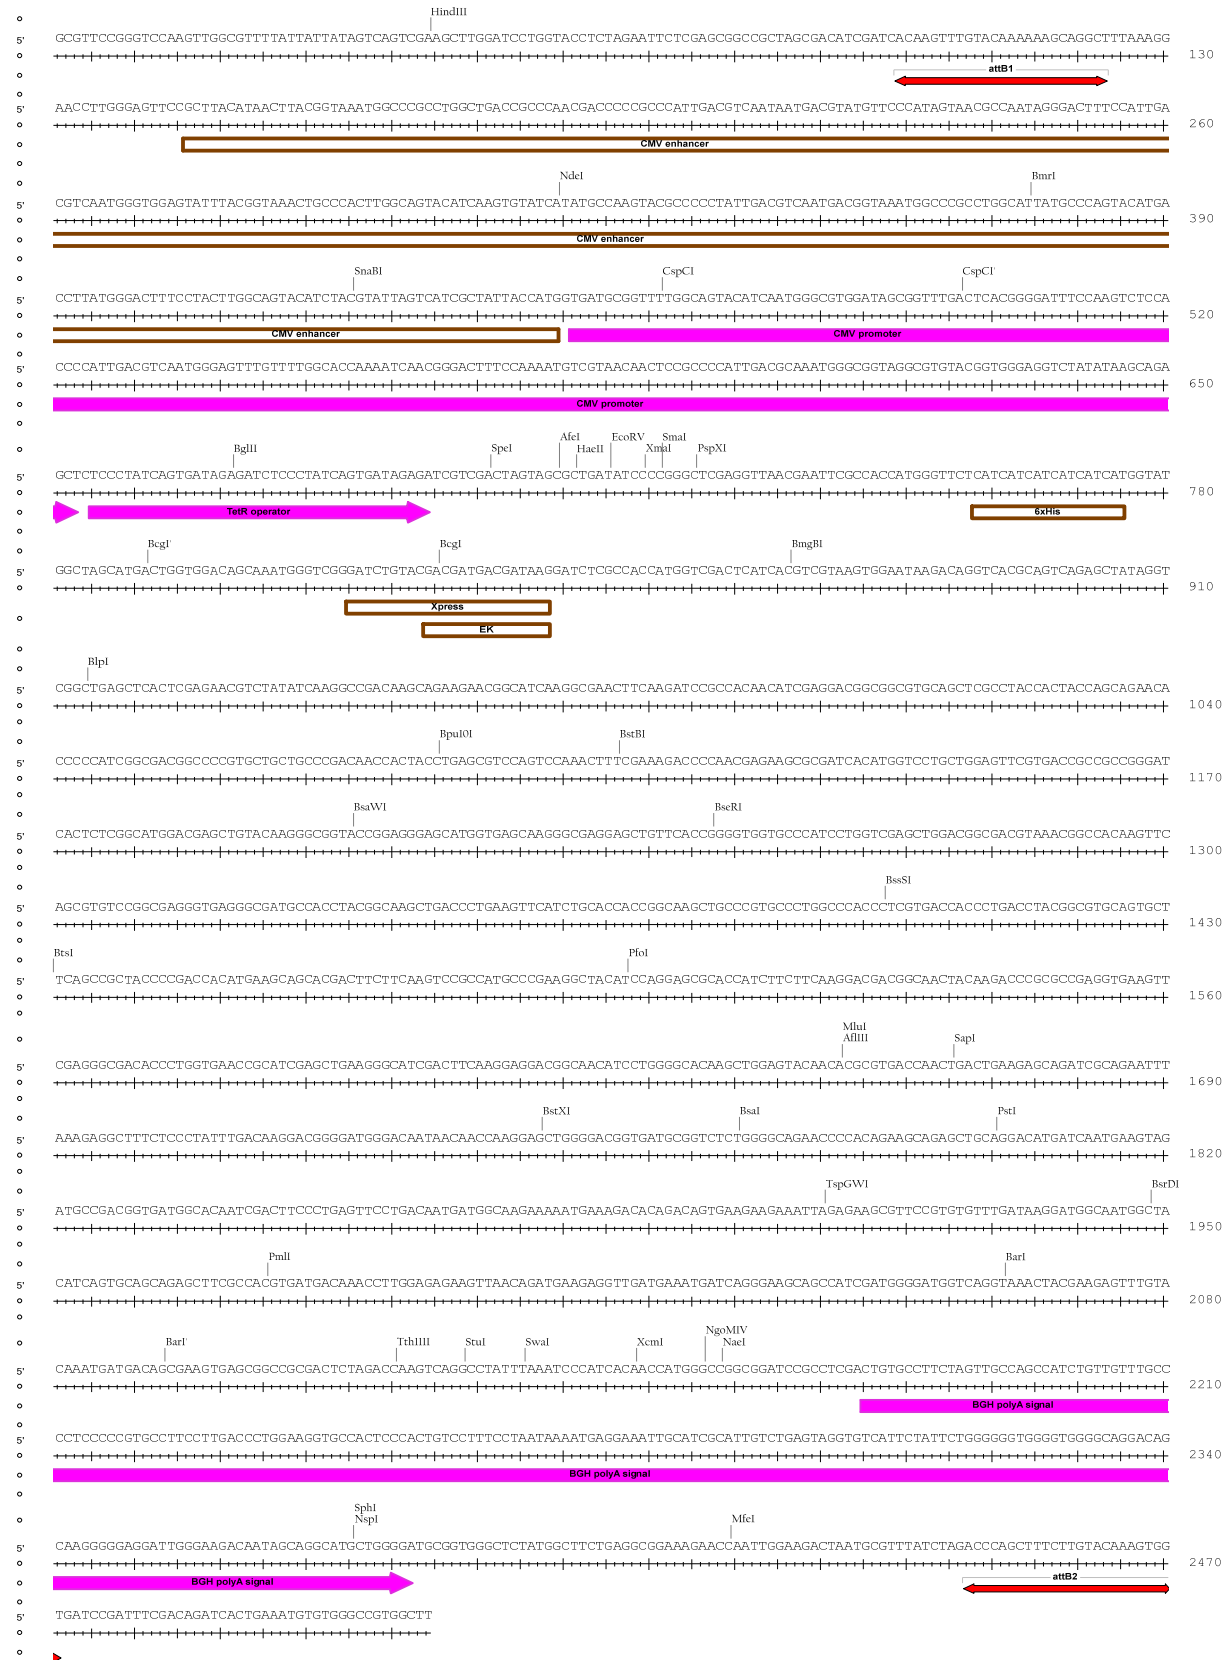 HindIII
5' GCGTTCCGGGTCCAAGTTGGCGTTTTATTATTATAGTCAGTCGAAGCTTGGATCCTGGTACCTCTAGAATTCTCGAGCGGCCGCTAGCGACATCGATCACAAGTTTGTACAAAAAAGCAGGCTTTAAAGG
130
attB1
5' AACCTTGGGAGTTCCGCTTACATAACTTACGGTAAATGGCCCGCCTGGCTGACCGCCCAACGACCCCCGCCCATTGACGTCAATAATGACGTATGTTCCCATAGTAACGCCAATAGGGACTTTCCATTGA
260
CMV enhancer
NdeI BmrI
5' CGTCAATGGGTGGAGTATTTACGGTAAACTGCCCACTTGGCAGTACATCAAGTGTATCATATGCCAAGTACGCCCCCTATTGACGTCAATGACGGTAAATGGCCCGCCTGGCATTATGCCCAGTACATGA
390
CMV enhancer
SnaBI CspCI CspCI'
5' CCTTATGGGACTTTCCTACTTGGCAGTACATCTACGTATTAGTCATCGCTATTACCATGGTGATGCGGTTTTGGCAGTACATCAATGGGCGTGGATAGCGGTTTGACTCACGGGGATTTCCAAGTCTCCA
520
CMV enhancer CMV promoter
5' CCCCATTGACGTCAATGGGAGTTTGTTTTGGCACCAAAATCAACGGGACTTTCCAAAATGTCGTAACAACTCCGCCCCATTGACGCAAATGGGCGGTAGGCGTGTACGGTGGGAGGTCTATATAAGCAGA
650
CMV promoter
BglII SpeI AfeI HaeII EcoRV XmaI SmaI PspXI
5' GCTCTCCCTATCAGTGATAGAGATCTCCCTATCAGTGATAGAGATCGTCGACTAGTAGCGCTGATATCCCCGGGCTCGAGGTTAACGAATTCGCCACCATGGGTTCTCATCATCATCATCATCATGGTAT
780
TetR operator 6xHis
BcgI' BcgI BmgBI
5' GGCTAGCATGACTGGTGGACAGCAAATGGGTCGGGATCTGTACGACGATGACGATAAGGATCTCGCCACCATGGTCGACTCATCACGTCGTAAGTGGAATAAGACAGGTCACGCAGTCAGAGCTATAGGT
910
Xpress
EK
BlpI
5' CGGCTGAGCTCACTCGAGAACGTCTATATCAAGGCCGACAAGCAGAAGAACGGCATCAAGGCGAACTTCAAGATCCGCCACAACATCGAGGACGGCGGCGTGCAGCTCGCCTACCACTACCAGCAGAACA
1040
Bpu10I BstBI
5' CCCCCATCGGCGACGGCCCCGTGCTGCTGCCCGACAACCACTACCTGAGCGTCCAGTCCAAACTTTCGAAAGACCCCAACGAGAAGCGCGATCACATGGTCCTGCTGGAGTTCGTGACCGCCGCCGGGAT
1170
BsaWI BseRI
5' CACTCTCGGCATGGACGAGCTGTACAAGGGCGGTACCGGAGGGAGCATGGTGAGCAAGGGCGAGGAGCTGTTCACCGGGGTGGTGCCCATCCTGGTCGAGCTGGACGGCGACGTAAACGGCCACAAGTTC
1300
BssSI
5' AGCGTGTCCGGCGAGGGTGAGGGCGATGCCACCTACGGCAAGCTGACCCTGAAGTTCATCTGCACCACCGGCAAGCTGCCCGTGCCCTGGCCCACCCTCGTGACCACCCTGACCTACGGCGTGCAGTGCT
1430
BtsI PfoI
5' TCAGCCGCTACCCCGACCACATGAAGCAGCACGACTTCTTCAAGTCCGCCATGCCCGAAGGCTACATCCAGGAGCGCACCATCTTCTTCAAGGACGACGGCAACTACAAGACCCGCGCCGAGGTGAAGTT
1560
MluI
AflIII SapI
5' CGAGGGCGACACCCTGGTGAACCGCATCGAGCTGAAGGGCATCGACTTCAAGGAGGACGGCAACATCCTGGGGCACAAGCTGGAGTACAACACGCGTGACCAACTGACTGAAGAGCAGATCGCAGAATTT
1690
BstXI BsaI PstI
5' AAAGAGGCTTTCTCCCTATTTGACAAGGACGGGGATGGGACAATAACAACCAAGGAGCTGGGGACGGTGATGCGGTCTCTGGGGCAGAACCCCACAGAAGCAGAGCTGCAGGACATGATCAATGAAGTAG
1820
TspGWI BsrDI
5' ATGCCGACGGTGATGGCACAATCGACTTCCCTGAGTTCCTGACAATGATGGCAAGAAAAATGAAAGACACAGACAGTGAAGAAGAAATTAGAGAAGCGTTCCGTGTGTTTGATAAGGATGGCAATGGCTA
1950
PmlI BarI
5' CATCAGTGCAGCAGAGCTTCGCCACGTGATGACAAACCTTGGAGAGAAGTTAACAGATGAAGAGGTTGATGAAATGATCAGGGAAGCAGCCATCGATGGGGATGGTCAGGTAAACTACGAAGAGTTTGTA
2080
BarI' Tth111I StuI SwaI XcmI NgoMIV NaeI
5' CAAATGATGACAGCGAAGTGAGCGGCCGCGACTCTAGACCAAGTCAGGCCTATTTAAATCCCATCACAACCATGGGCCGGCGGATCCGCCTCGACTGTGCCTTCTAGTTGCCAGCCATCTGTTGTTTGCC
2210
BGH polyA signal
5' CCTCCCCCGTGCCTTCCTTGACCCTGGAAGGTGCCACTCCCACTGTCCTTTCCTAATAAAATGAGGAAATTGCATCGCATTGTCTGAGTAGGTGTCATTCTATTCTGGGGGGTGGGGTGGGGCAGGACAG
2340
BGH polyA signal
SphI
NspI MfeI
5' CAAGGGGGAGGATTGGGAAGACAATAGCAGGCATGCTGGGGATGCGGTGGGCTCTATGGCTTCTGAGGCGGAAAGAACCAATTGGAAGACTAATGCGTTTATCTAGACCCAGCTTTCTTGTACAAAGTGG
2470
BGH polyA signal attB2
5' TGATCCGATTTCGACAGATCACTGAAATGTGTGGGCCGTGGCTT